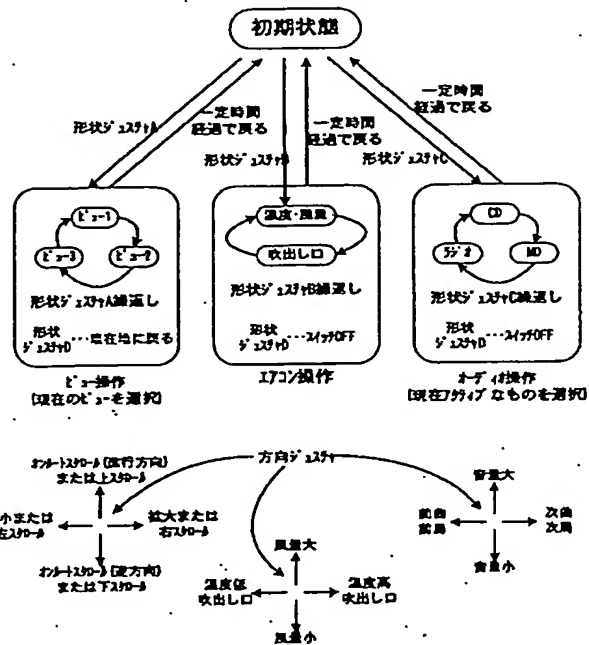 初期状態
形状ジェスチャA
一定時間
経過で戻る
形状ジェスチャB
一定時間
経過で戻る
形状ジェスチャC
一定時間
経過で戻る
ビュー1
ビュー3
ビュー2
形状ジェスチャA繰返し
形状
ジェスチャD
…現在地に戻る
ビュー操作
(現在のビューを選択)
温度・風量
吹出し口
形状ジェスチャB繰返し
形状
ジェスチャD
…スイッチOFF
エアコン操作
CD
ラジオ
MD
形状ジェスチャC繰返し
形状
ジェスチャD
…スイッチOFF
オーディオ操作
(現在アクティブなものを選択)
方向ジェスチャ
オンルートスクロール(進行方向)
または上スクロール
小または
左スクロール
拡大または
右スクロール
オンルートスクロール(逆方向)
または下スクロール
風量大
温度低
吹出し口
温度高
吹出し口
風量小
音量大
前曲
前局
次曲
次局
音量小